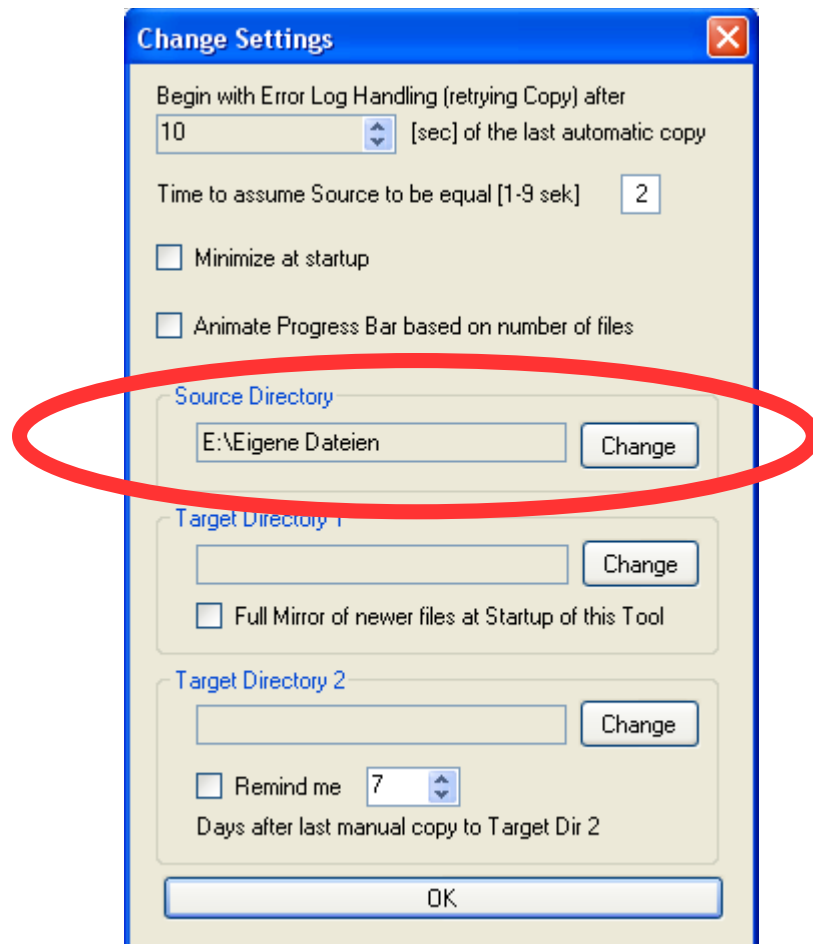 Change Settings
Begin with Error Log Handling (retrying Copy) after
10 [sec] of the last automatic copy
Time to assume Source to be equal [1-9 sek] 2
Minimize at startup
Animate Progress Bar based on number of files
Source Directory
E:\Eigene Dateien Change
Target Directory 1
Change
Full Mirror of newer files at Startup of this Tool
Target Directory 2
Change
Remind me 7
Days after last manual copy to Target Dir 2
OK